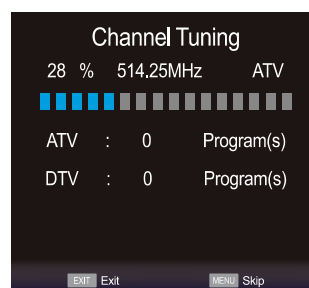 Channel Tuning
28 % 514.25MHz ATV
ATV : 0 Program(s)
DTV : 0 Program(s)
EXIT Exit MENU Skip